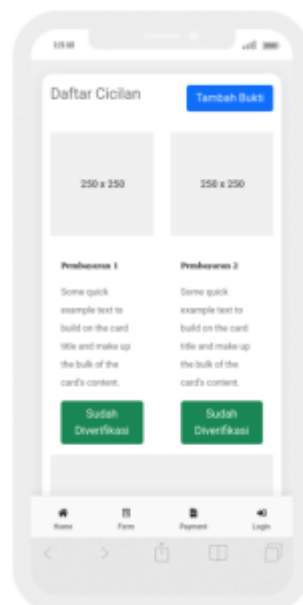 Daftar Cicilan
Tambah Bukti
250 x 250
250 x 250
Pembayaran 1
Pembayaran 2
Some quick
example text to
build on the card
title and make up
the bulk of the
card's content.
Some quick
example text to
build on the card
title and make up
the bulk of the
card's content.
Sudah
Diverifikasi
Sudah
Diverifikasi
Home
Form
Payment
Login